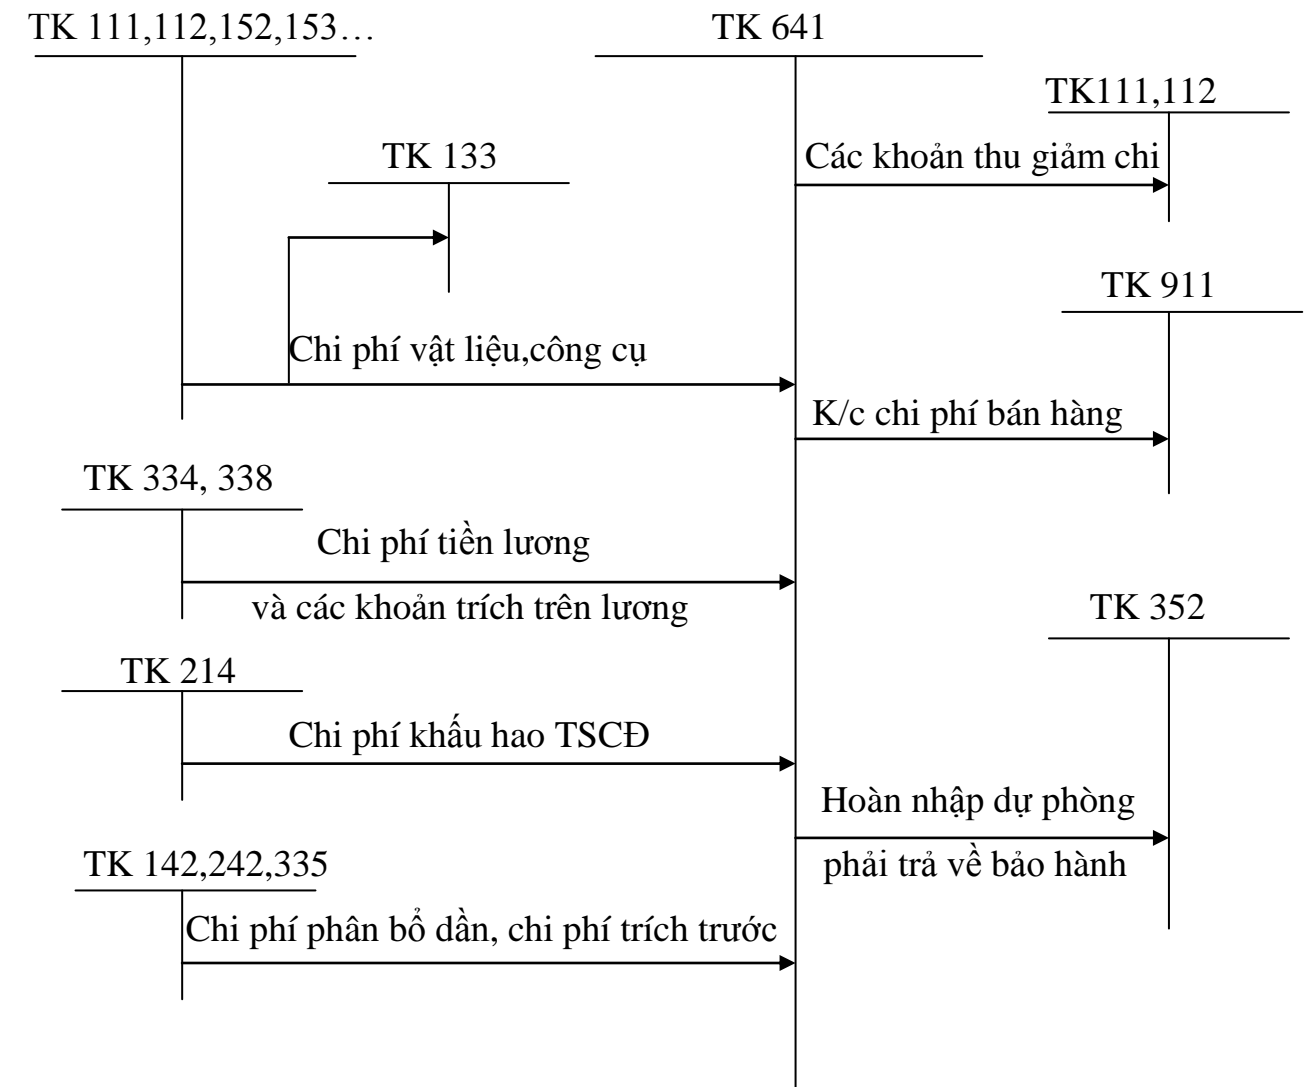 TK 111,112,152,153…
TK 641
TK111,112
TK 133
Các khoản thu giảm chi
TK 911
Chi phí vật liệu,công cụ
K/c chi phí bán hàng
TK 334, 338
Chi phí tiền lương
và các khoản trích trên lương
TK 352
TK 214
Chi phí khấu hao TSCĐ
Hoàn nhập dự phòng
phải trả về bảo hành
TK 142,242,335
Chi phí phân bổ dần, chi phí trích trước